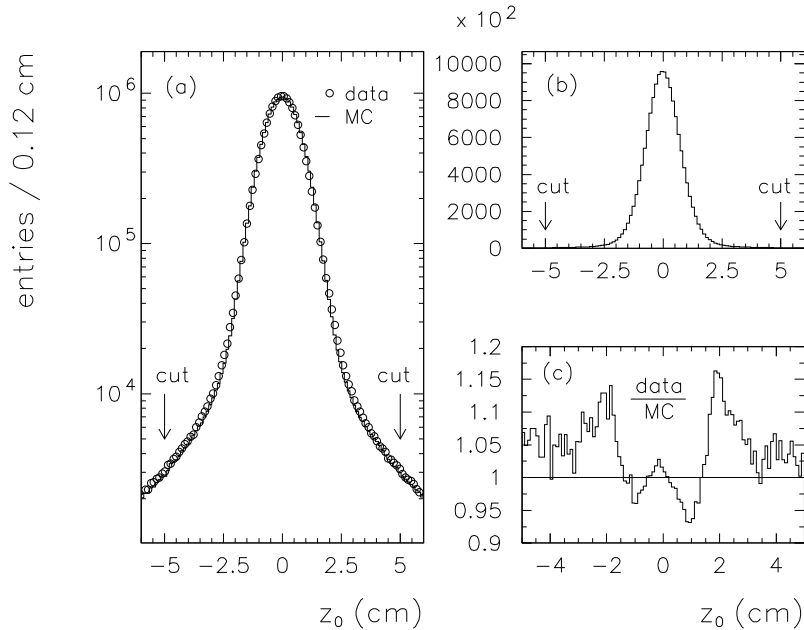 entries / 0.12 cm
(a)
data
MC
10^6
10^5
10^4
cut
cut
−5 −2.5 0 2.5 5
z_0 (cm)
× 10^2
(b)
10000
8000
6000
4000
2000
0
cut
cut
−5 −2.5 0 2.5 5
(c)
data
MC
1.2
1.15
1.1
1.05
1
0.95
0.9
−4 −2 0 2 4
z_0 (cm)